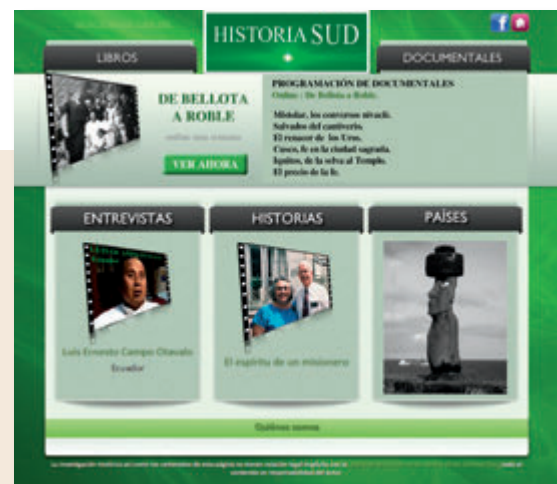 HISTORIA SUD
LIBROS
DOCUMENTALES
DE BELLOTA
A ROBLE
VER AHORA
PROGRAMACIÓN DE DOCUMENTALES
Online : De Bellota a Roble.
Mistolar, los conversos nivaclé.
Salvados del cautiverio.
El renacer de los Uros.
Cusco, fe en la ciudad sagrada.
Iquitos, de la selva al Templo.
El precio de la fe.
ENTREVISTAS
HISTORIAS
PAÍSES
Luis Ernesto Campo Otavalo
Ecuador
El espíritu de un misionero
Quiénes somos